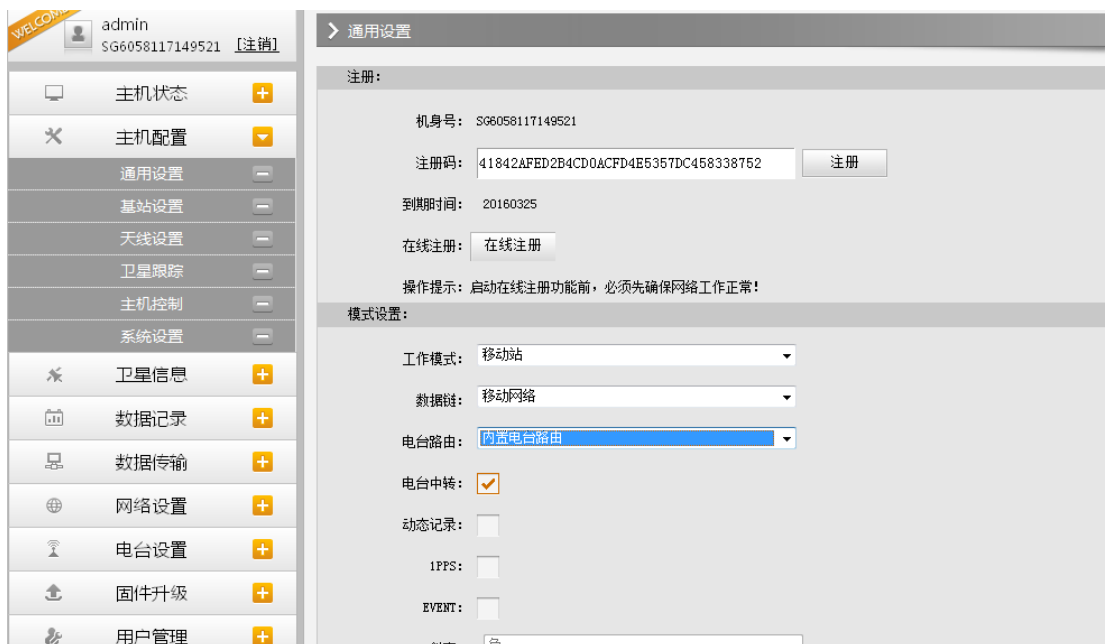 WELCOME
admin
SG6058117149521 [注销]
主机状态
主机配置
通用设置
基站设置
天线设置
卫星跟踪
主机控制
系统设置
卫星信息
数据记录
数据传输
网络设置
电台设置
固件升级
用户管理
通用设置
注册:
机身号: SG6058117149521
注册码: 41842AFED2B4CD0ACFD4E5357DC458338752 注册
到期时间: 20160325
在线注册: 在线注册
操作提示: 启动在线注册功能前，必须先确保网络工作正常!
模式设置:
工作模式: 移动站
数据链: 移动网络
电台路由: 内置电台路由
电台中转:
动态记录:
1PPS:
EVENT: